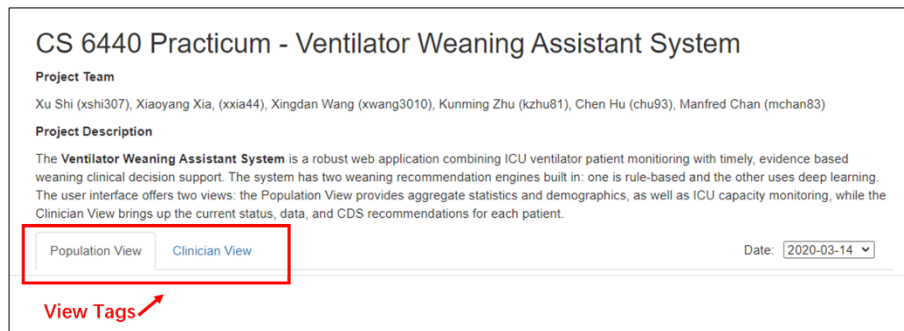 CS 6440 Practicum - Ventilator Weaning Assistant System
Project Team
Xu Shi (xshi307), Xiaoyang Xia, (xxia44), Xingdan Wang (xwang3010), Kunming Zhu (kzhu81), Chen Hu (chu93), Manfred Chan (mchan83)
Project Description
The Ventilator Weaning Assistant System is a robust web application combining ICU ventilator patient monitioring with timely, evidence based
weaning clinical decision support. The system has two weaning recommendation engines built in: one is rule-based and the other uses deep learning.
The user interface offers two views: the Population View provides aggregate statistics and demographics, as well as ICU capacity monitoring, while the
Clinician View brings up the current status, data, and CDS recommendations for each patient.
Population View Clinician View Date: 2020-03-14
View Tags